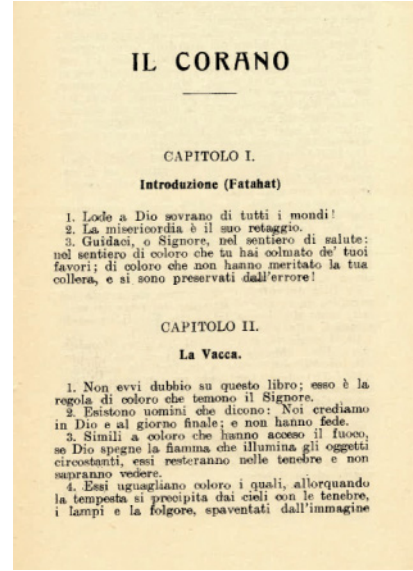 IL CORANO
CAPITOLO I.
Introduzione (Fatahat)
1. Lode a Dio sovrano di tutti i mondi!
2. La misericordia è il suo retaggio.
3. Guidaci, o Signore, nel sentiero di salute:
nel sentiero di coloro che tu hai colmato de' tuoi
favori; di coloro che non hanno meritato la tua
collera, e si sono preservati dall'errore!
CAPITOLO II.
La Vacca.
1. Non evvi dubbio su questo libro; esso è la
regola di coloro che temono il Signore.
2. Esistono uomini che dicono: Noi crediamo
in Dio e al giorno finale; e non hanno fede.
3. Simili a coloro che hanno acceso il fuoco,
se Dio spegne la fiamma che illumina gli oggetti
circostanti, essi resteranno nelle tenebre e non
sapranno vedere.
4. Essi uguagliano coloro i quali, allorquando
la tempesta si precipita dai cieli con le tenebre,
i lampi e la folgore, spaventati dall'immagine